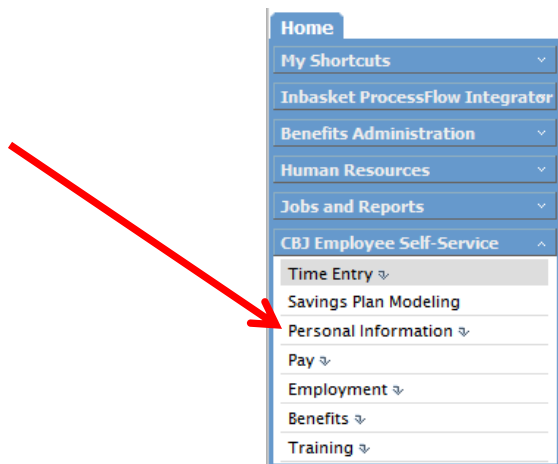 Home
My Shortcuts
Inbasket ProcessFlow Integrator
Benefits Administration
Human Resources
Jobs and Reports
CBJ Employee Self-Service
Time Entry
Savings Plan Modeling
Personal Information
Pay
Employment
Benefits
Training